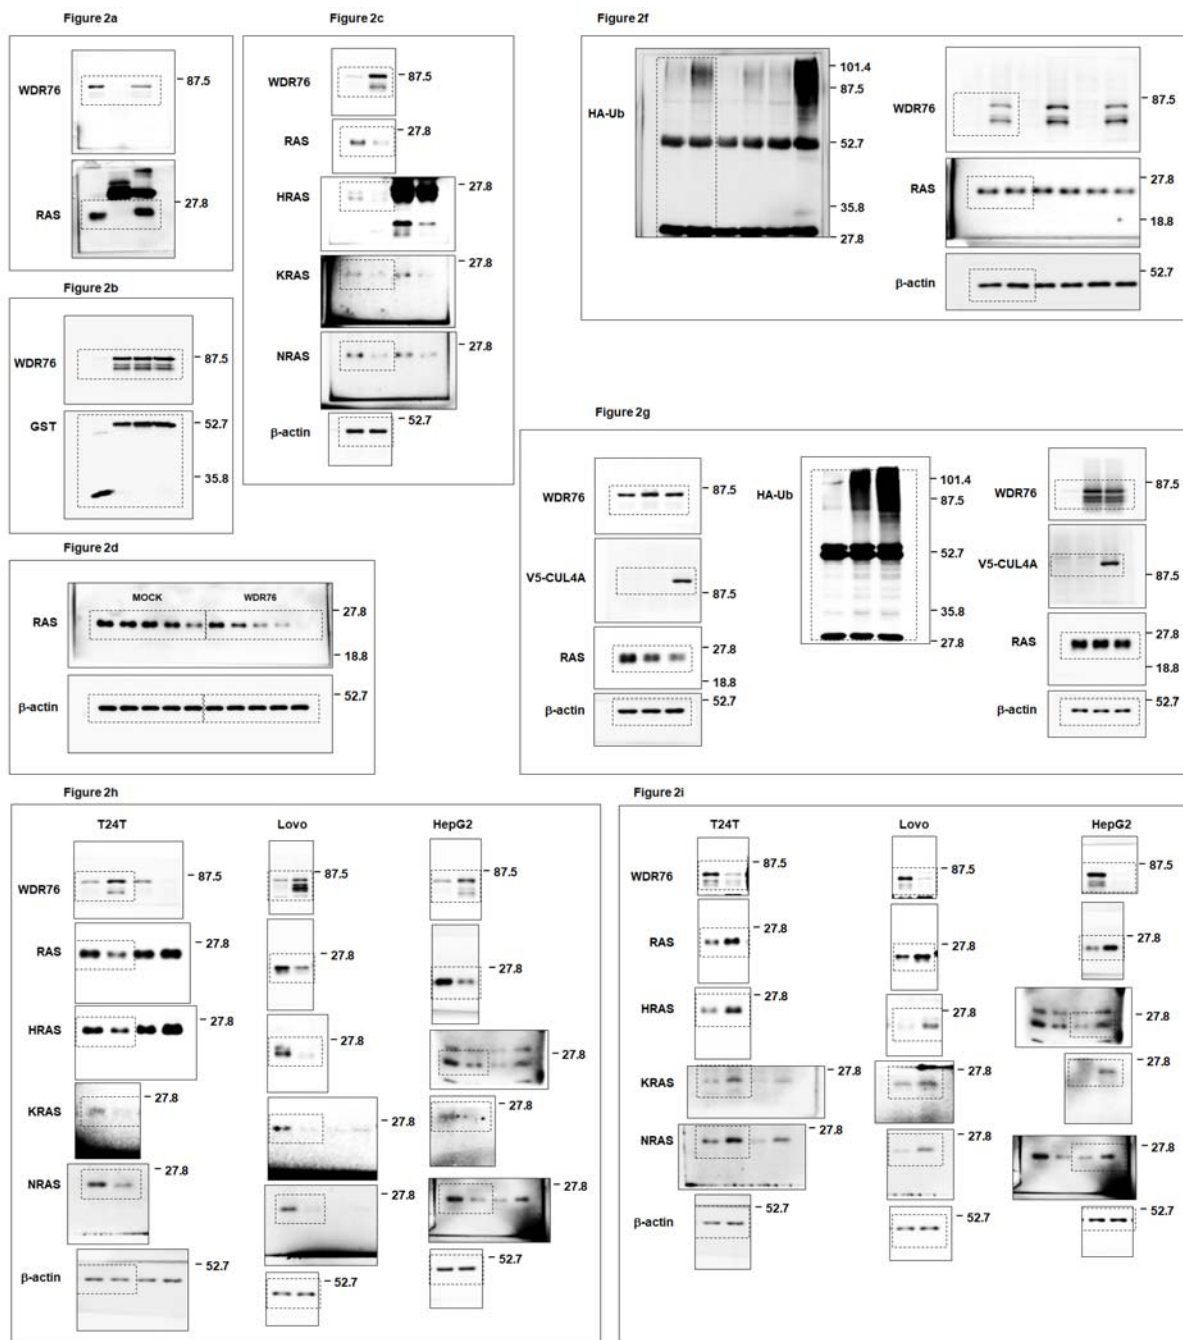 Figure 2a
WDR76
87.5
RAS
27.8
Figure 2b
WDR76
87.5
GST
52.7
35.8
Figure 2c
WDR76
87.5
RAS
27.8
HRAS
27.8
KRAS
27.8
NRAS
27.8
β-actin
52.7
Figure 2d
MOCK WDR76
RAS
27.8
18.8
β-actin
52.7
Figure 2f
HA-Ub
101.4
87.5
52.7
35.8
27.8
WDR76
87.5
RAS
27.8
18.8
β-actin
52.7
Figure 2g
WDR76
87.5
V5-CUL4A
87.5
RAS
27.8
18.8
β-actin
52.7
HA-Ub
101.4
87.5
52.7
35.8
27.8
WDR76
87.5
V5-CUL4A
87.5
RAS
27.8
18.8
β-actin
52.7
Figure 2h
T24T Lovo HepG2
WDR76 87.5 87.5 87.5
RAS 27.8 27.8 27.8
HRAS 27.8 27.8 27.8
KRAS 27.8 27.8 27.8
NRAS 27.8 27.8 27.8
β-actin 52.7 52.7 52.7
Figure 2i
T24T Lovo HepG2
WDR76 87.5 87.5 87.5
RAS 27.8 27.8 27.8
HRAS 27.8 27.8 27.8
KRAS 27.8 27.8 27.8
NRAS 27.8 27.8 27.8
β-actin 52.7 52.7 52.7